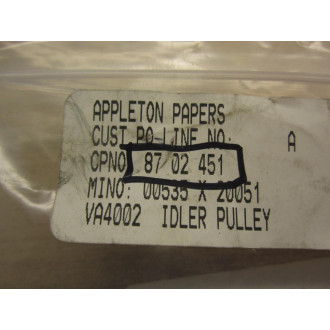 APPLETON PAPERS
CUST PO-LINE NO: A
CPNO: 87 02 451
MINO: 00535 X 20051
VA4002 IDLER PULLEY